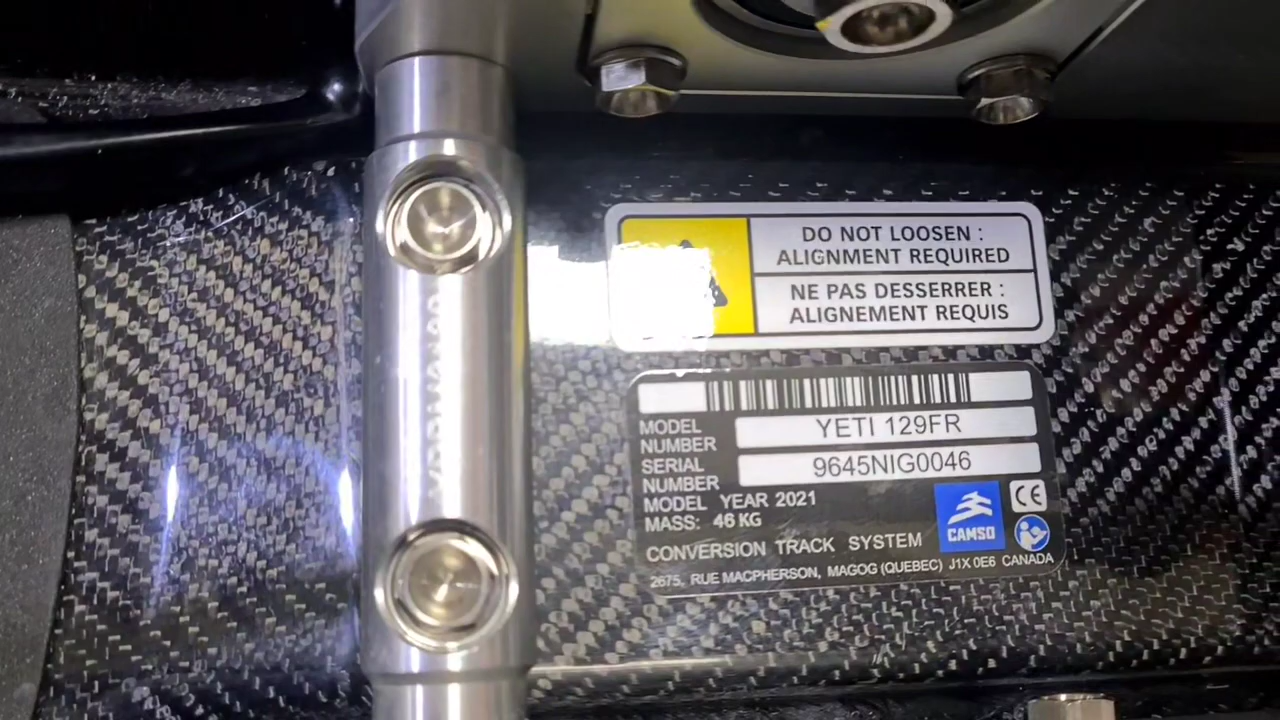 DO NOT LOOSEN :
ALIGNMENT REQUIRED
NE PAS DESSERRER :
ALIGNEMENT REQUIS
MODEL NUMBER YETI 129FR
SERIAL NUMBER 9645NIG0046
MODEL YEAR 2021
MASS: 46 KG
CAMSO
CE
CONVERSION TRACK SYSTEM
2675, RUE MACPHERSON, MAGOG (QUEBEC) J1X 0E6 CANADA